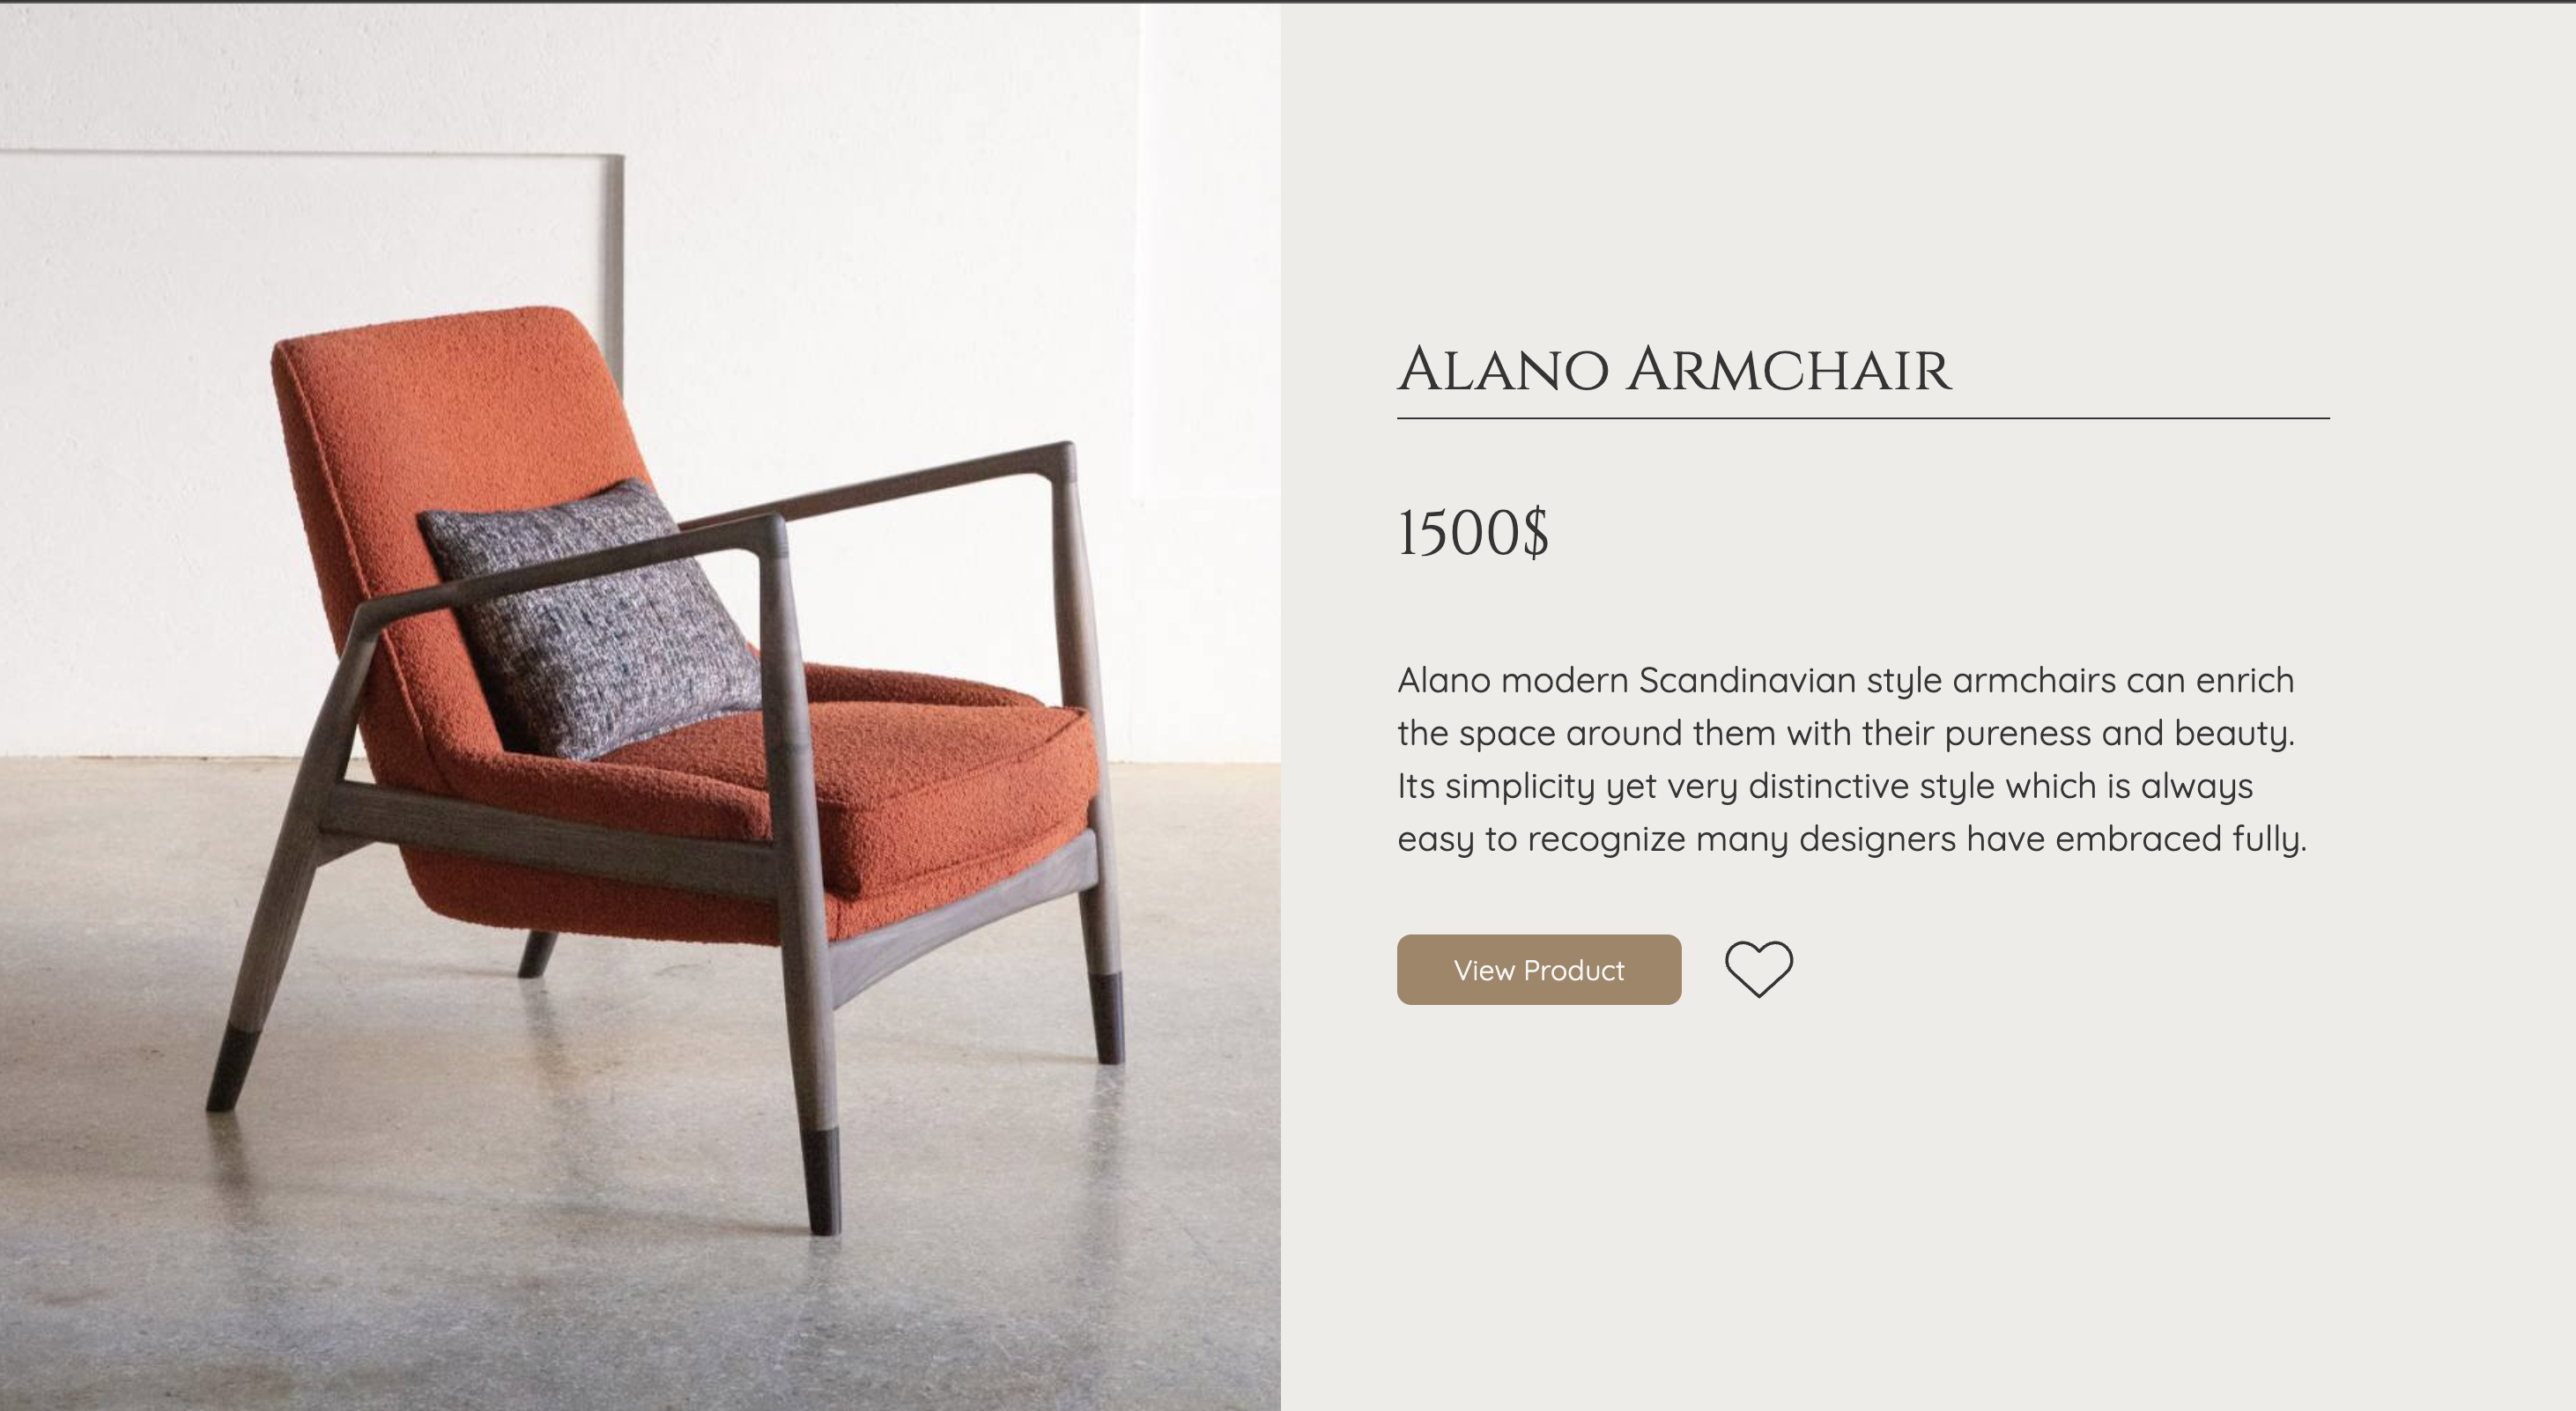 Alano Armchair
1500$
Alano modern Scandinavian style armchairs can enrich
the space around them with their pureness and beauty.
Its simplicity yet very distinctive style which is always
easy to recognize many designers have embraced fully.
View Product